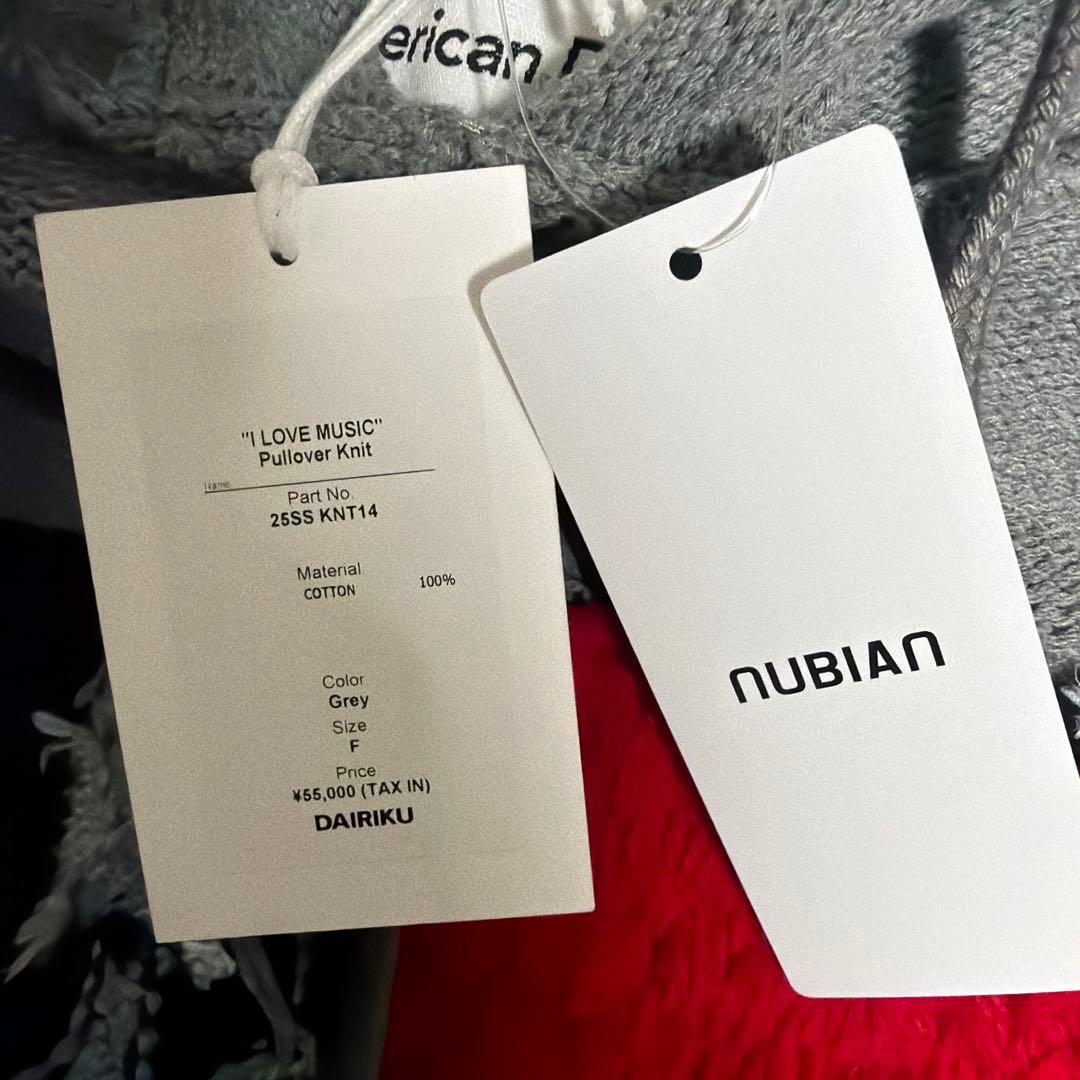 erican
"I LOVE MUSIC"
Pullover Knit
Name
Part No.
25SS KNT14
Material
COTTON 100%
Color
Grey
Size
F
Price
¥55,000 (TAX IN)
DAIRIKU
NUBIAN